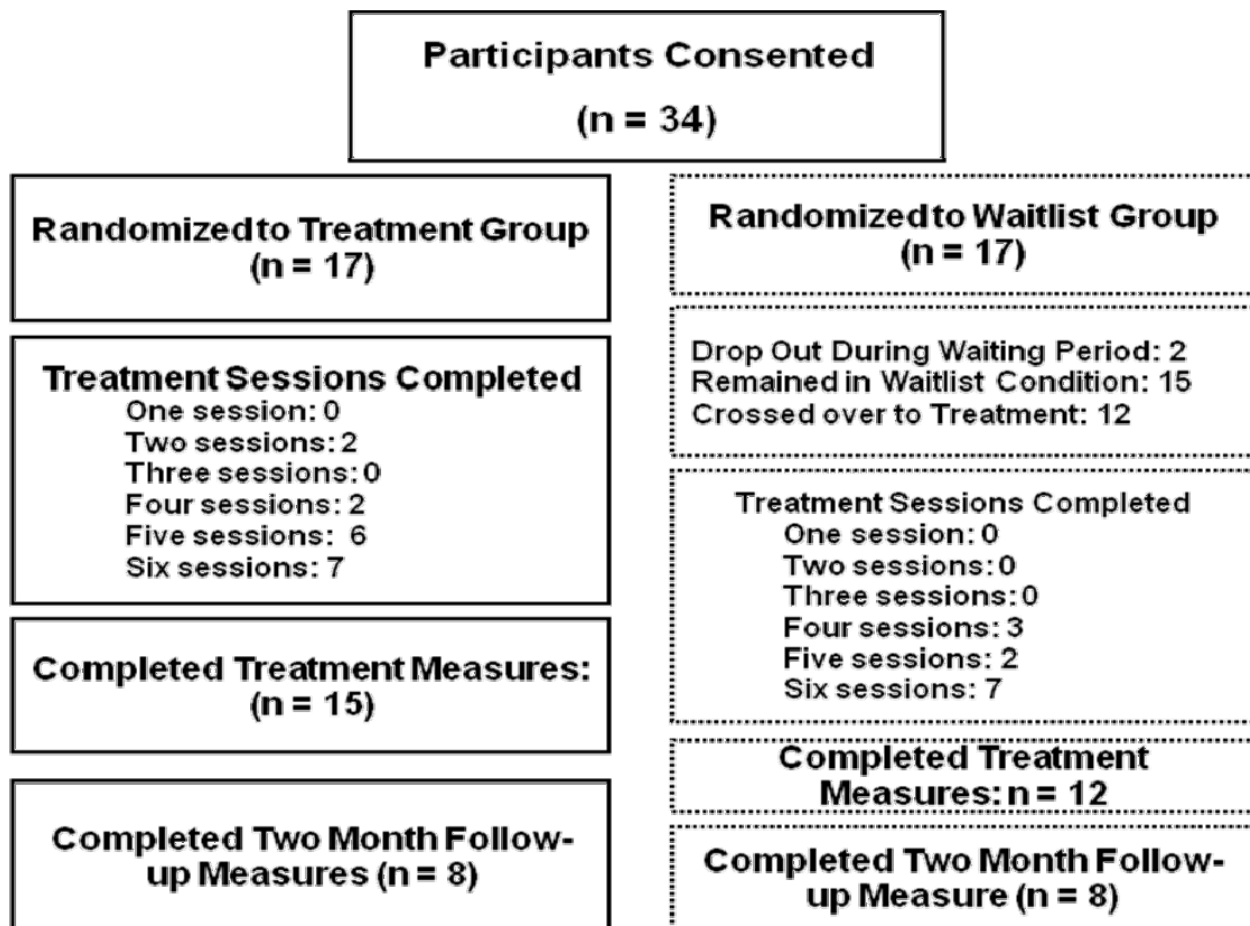 Participants Consented
(n = 34)
Randomized to Treatment Group
(n = 17)
Treatment Sessions Completed
One session: 0
Two sessions: 2
Three sessions: 0
Four sessions: 2
Five sessions: 6
Six sessions: 7
Completed Treatment Measures:
(n = 15)
Completed Two Month Follow-
up Measures (n = 8)
Randomized to Waitlist Group
(n = 17)
Drop Out During Waiting Period: 2
Remained in Waitlist Condition: 15
Crossed over to Treatment: 12
Treatment Sessions Completed
One session: 0
Two sessions: 0
Three sessions: 0
Four sessions: 3
Five sessions: 2
Six sessions: 7
Completed Treatment
Measures: n = 12
Completed Two Month Follow-
up Measure (n = 8)